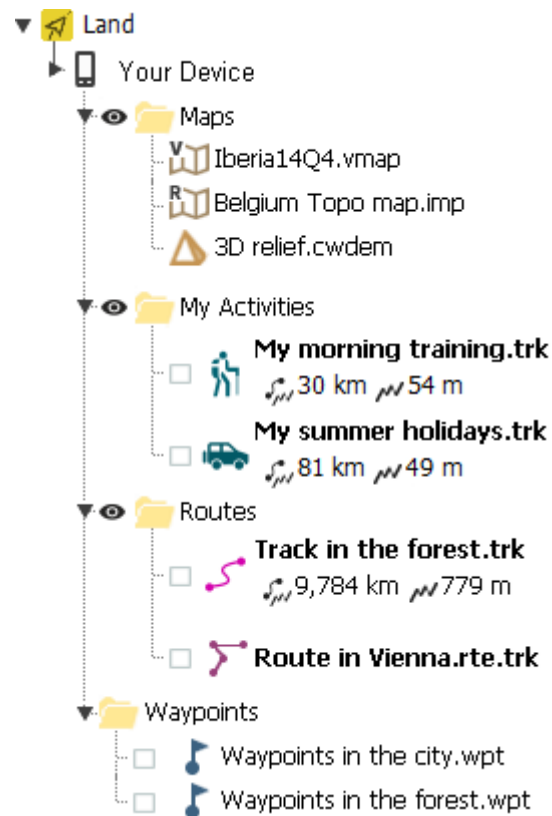 Land
Your Device
Maps
V Iberia14Q4.vmap
R Belgium Topo map.imp
3D relief.cwdem
My Activities
My morning training.trk
30 km 54 m
My summer holidays.trk
81 km 49 m
Routes
Track in the forest.trk
9,784 km 779 m
Route in Vienna.rte.trk
Waypoints
Waypoints in the city.wpt
Waypoints in the forest.wpt